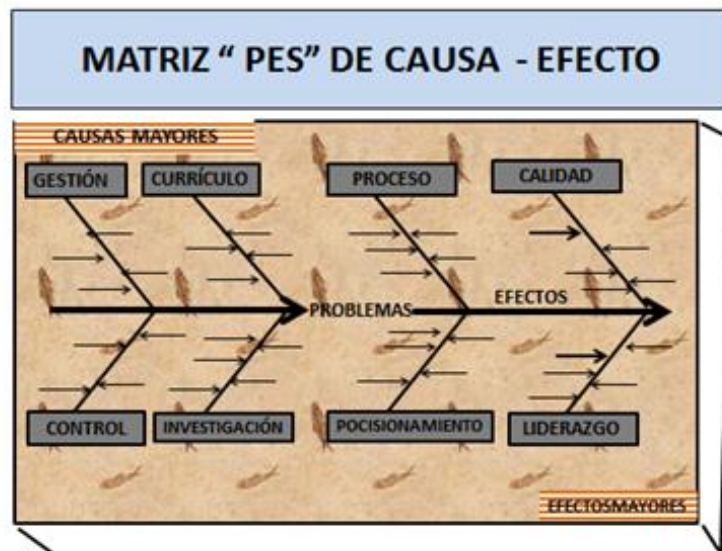 MATRIZ “ PES” DE CAUSA - EFECTO
CAUSAS MAYORES
GESTIÓN
CURRÍCULO
PROCESO
CALIDAD
PROBLEMAS
EFECTOS
CONTROL
INVESTIGACIÓN
POCISIONAMIENTO
LIDERAZGO
EFECTOSMAYORES